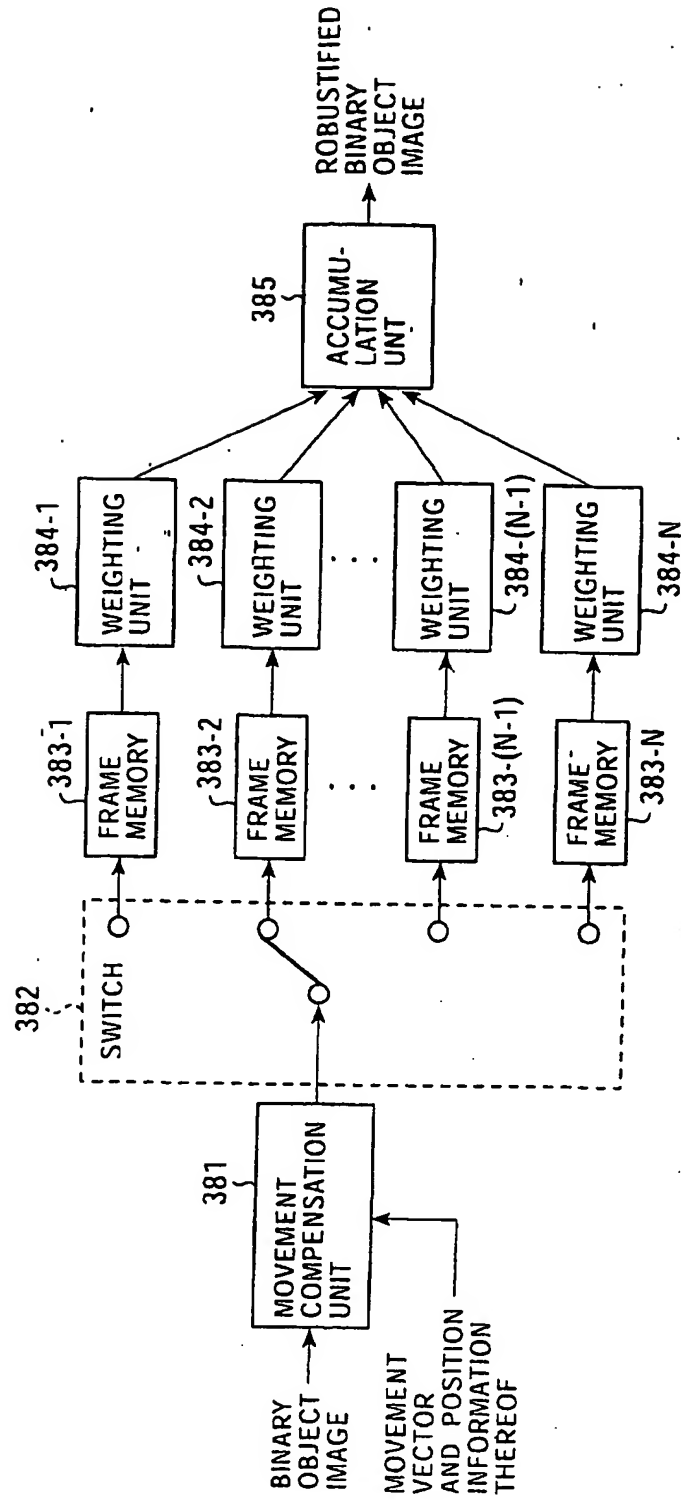 BINARY
OBJECT
IMAGE
MOVEMENT
VECTOR
AND POSITION
INFORMATION
THEREOF
381
MOVEMENT
COMPENSATION
UNIT
382
SWITCH
383-1
FRAME
MEMORY
383-2
FRAME
MEMORY
. . .
FRAME
MEMORY
383-(N-1)
FRAME
MEMORY
383-N
384-1
WEIGHTING
UNIT
384-2
WEIGHTING
UNIT
. . .
WEIGHTING
UNIT
384-(N-1)
WEIGHTING
UNIT
384-N
385
ACCUMU-
LATION
UNT
ROBUSTIFIED
BINARY
OBJECT
IMAGE